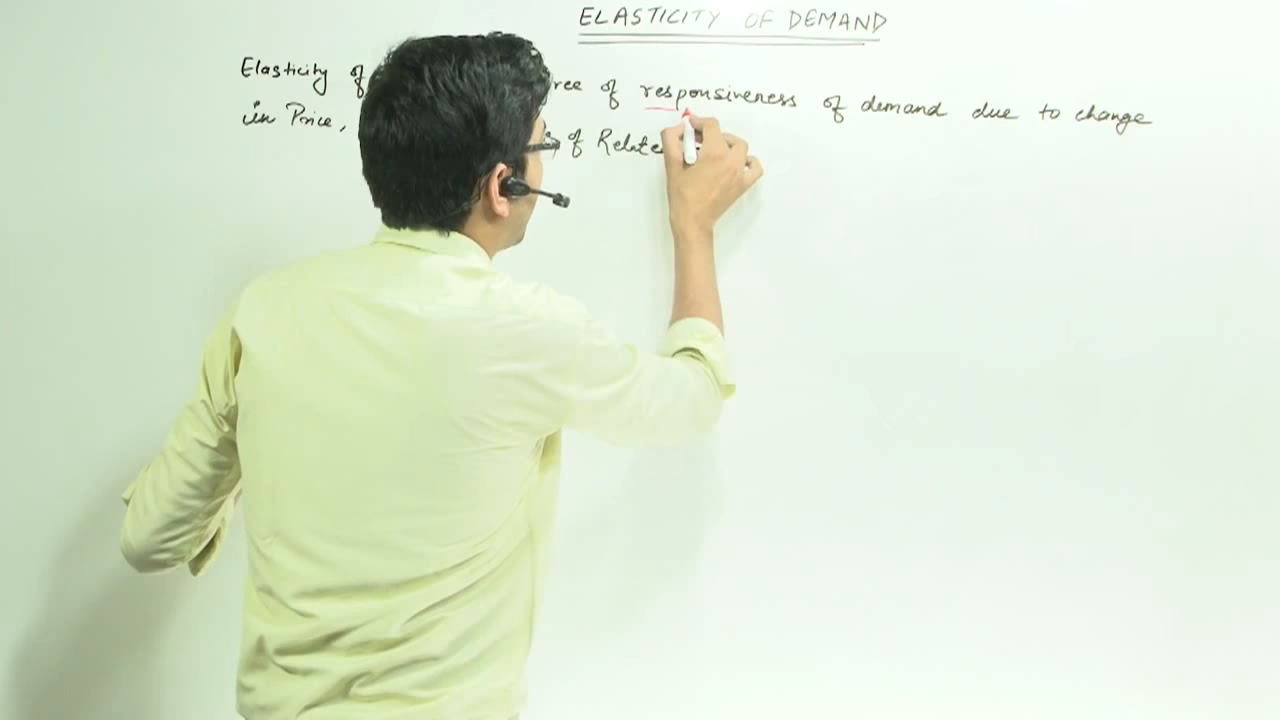 ELASTICITY OF DEMAND
Elasticity of ree of responsiveness of demand due to change
in Price, of Relate